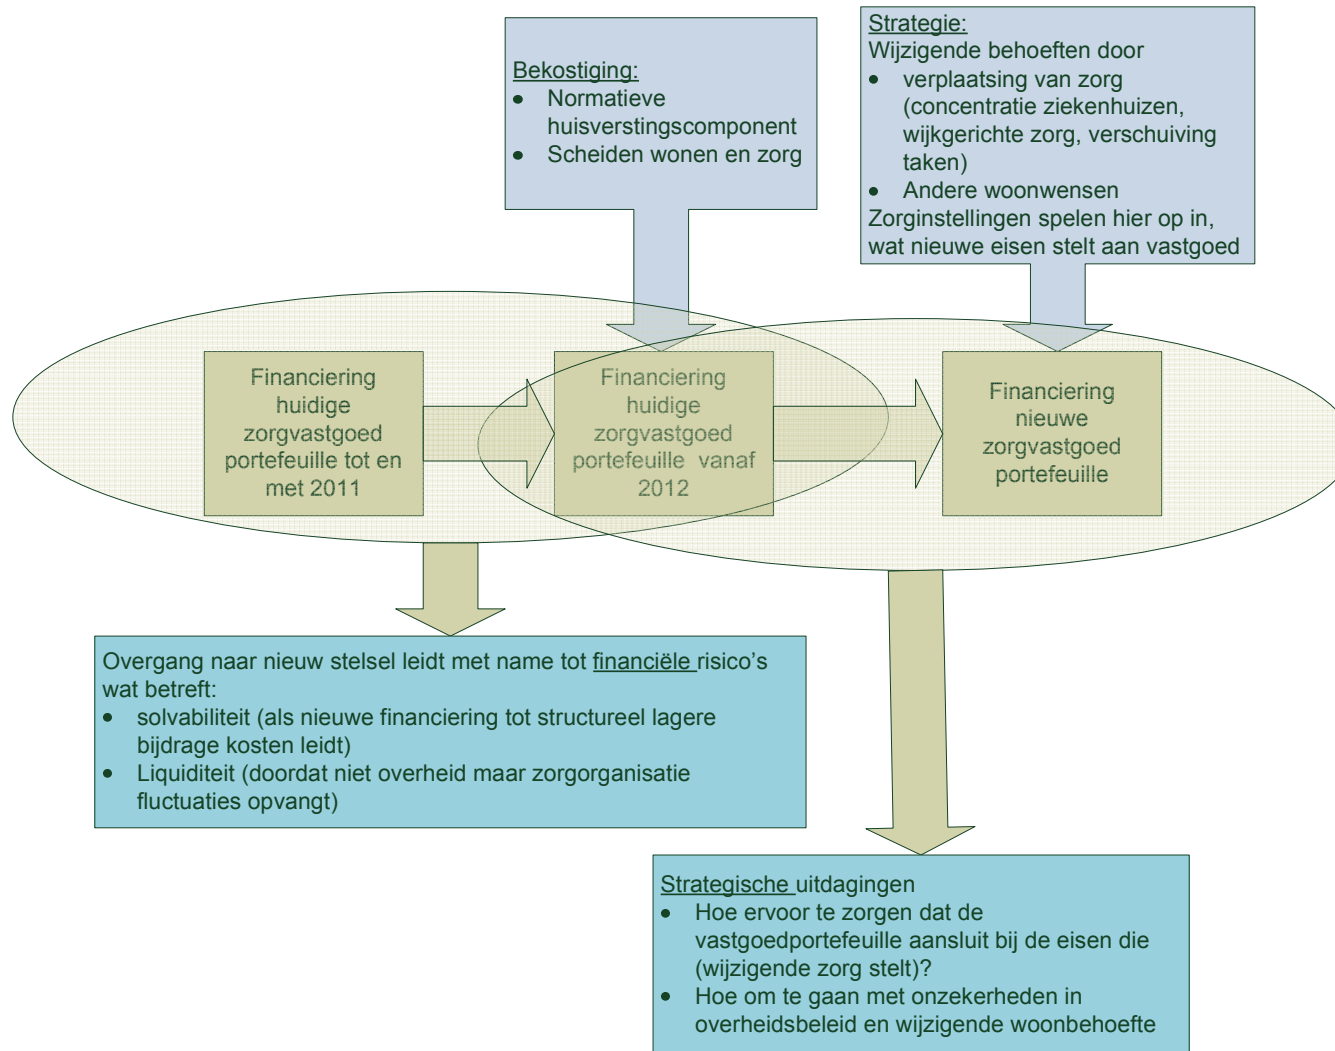 Bekostiging:
• Normatieve
huisverstingscomponent
• Scheiden wonen en zorg
Strategie:
Wijzigende behoeften door
• verplaatsing van zorg
(concentratie ziekenhuizen,
wijkgerichte zorg, verschuiving
taken)
• Andere woonwensen
Zorginstellingen spelen hier op in,
wat nieuwe eisen stelt aan vastgoed
Financiering
huidige
zorgvastgoed
portefeuille tot en
met 2011
Financiering
huidige
zorgvastgoed
portefeuille vanaf
2012
Financiering
nieuwe
zorgvastgoed
portefeuille
Overgang naar nieuw stelsel leidt met name tot financiële risico's
wat betreft:
• solvabiliteit (als nieuwe financiering tot structureel lagere
bijdrage kosten leidt)
• Liquiditeit (doordat niet overheid maar zorgorganisatie
fluctuaties opvangt)
Strategische uitdagingen
• Hoe ervoor te zorgen dat de
vastgoedportefeuille aansluit bij de eisen die
(wijzigende zorg stelt)?
• Hoe om te gaan met onzekerheden in
overheidsbeleid en wijzigende woonbehoefte